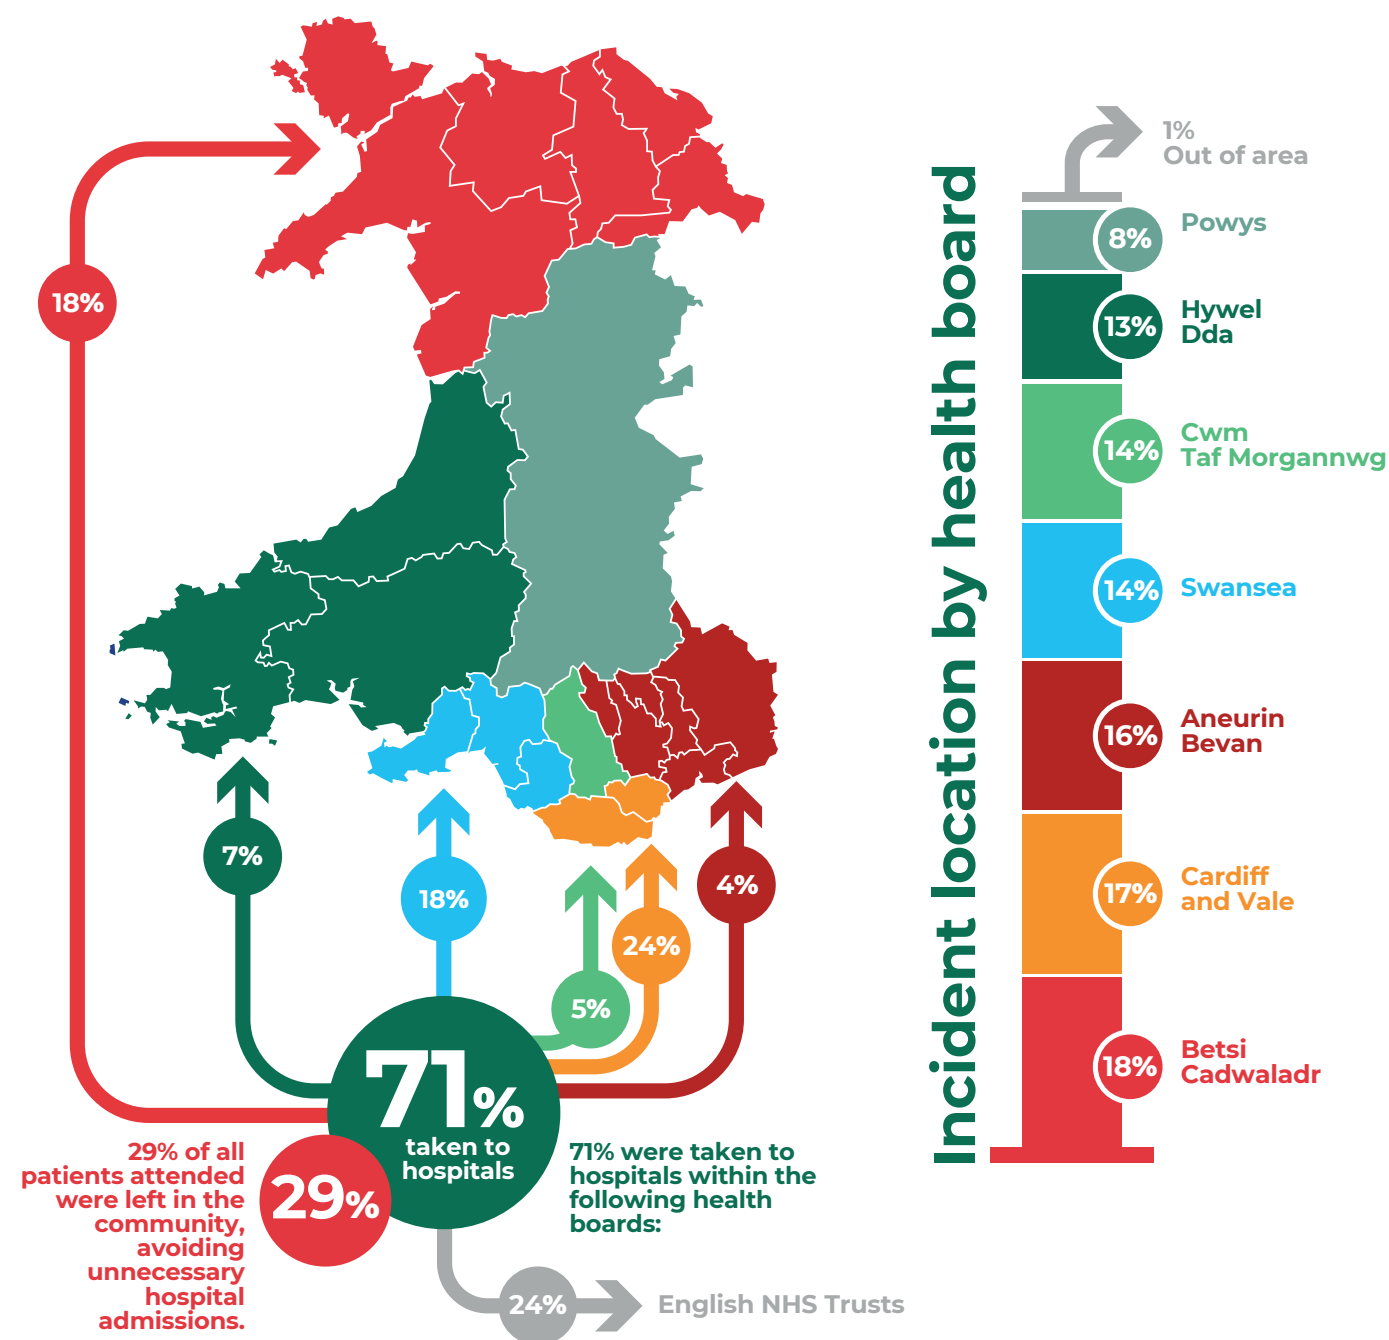 18%
7%
18%
5%
24%
4%
71%
taken to
hospitals
29% of all
patients attended
were left in the
community,
avoiding
unnecessary
hospital
admissions.
29%
71% were taken to
hospitals within the
following health
boards:
24%
English NHS Trusts
Incident location by health board
1%
Out of area
8%
Powys
13%
Hywel
Dda
14%
Cwm
Taf Morgannwg
14%
Swansea
16%
Aneurin
Bevan
17%
Cardiff
and Vale
18%
Betsi
Cadwaladr